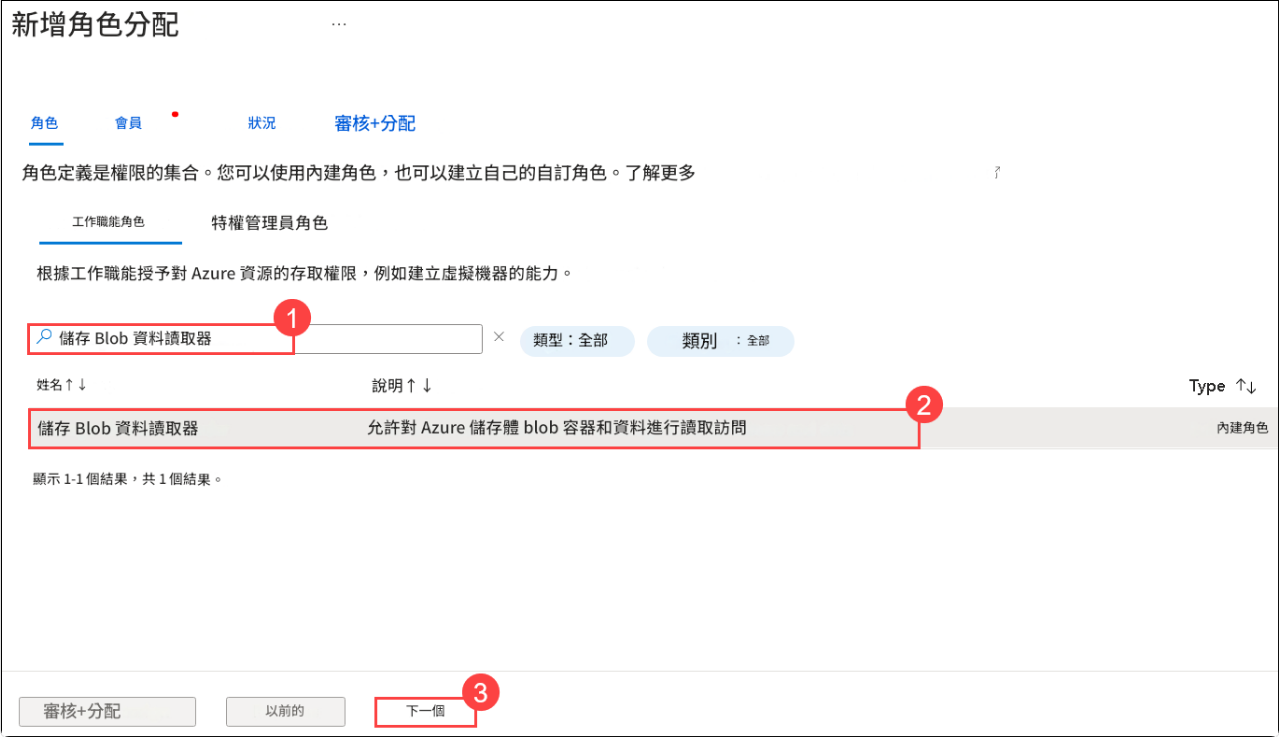 新增角色分配 ...
角色 會員 狀況 審核+分配
角色定義是權限的集合。您可以使用內建角色，也可以建立自己的自訂角色。了解更多
工作職能角色 特權管理員角色
根據工作職能授予對 Azure 資源的存取權限，例如建立虛擬機器的能力。
1
儲存 Blob 資料讀取器 × 類型：全部 類別 ：全部
姓名↑↓ 說明↑↓ Type ↑↓
2
儲存 Blob 資料讀取器 允許對 Azure 儲存體 blob 容器和資料進行讀取訪問 內建角色
顯示 1-1 個結果，共 1 個結果。
3
審核+分配 以前的 下一個